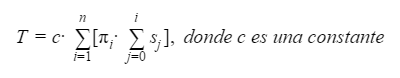 T = c· ∑_{i=1}^{n} [π_i· ∑_{j=0}^{i} s_j], donde c es una constante